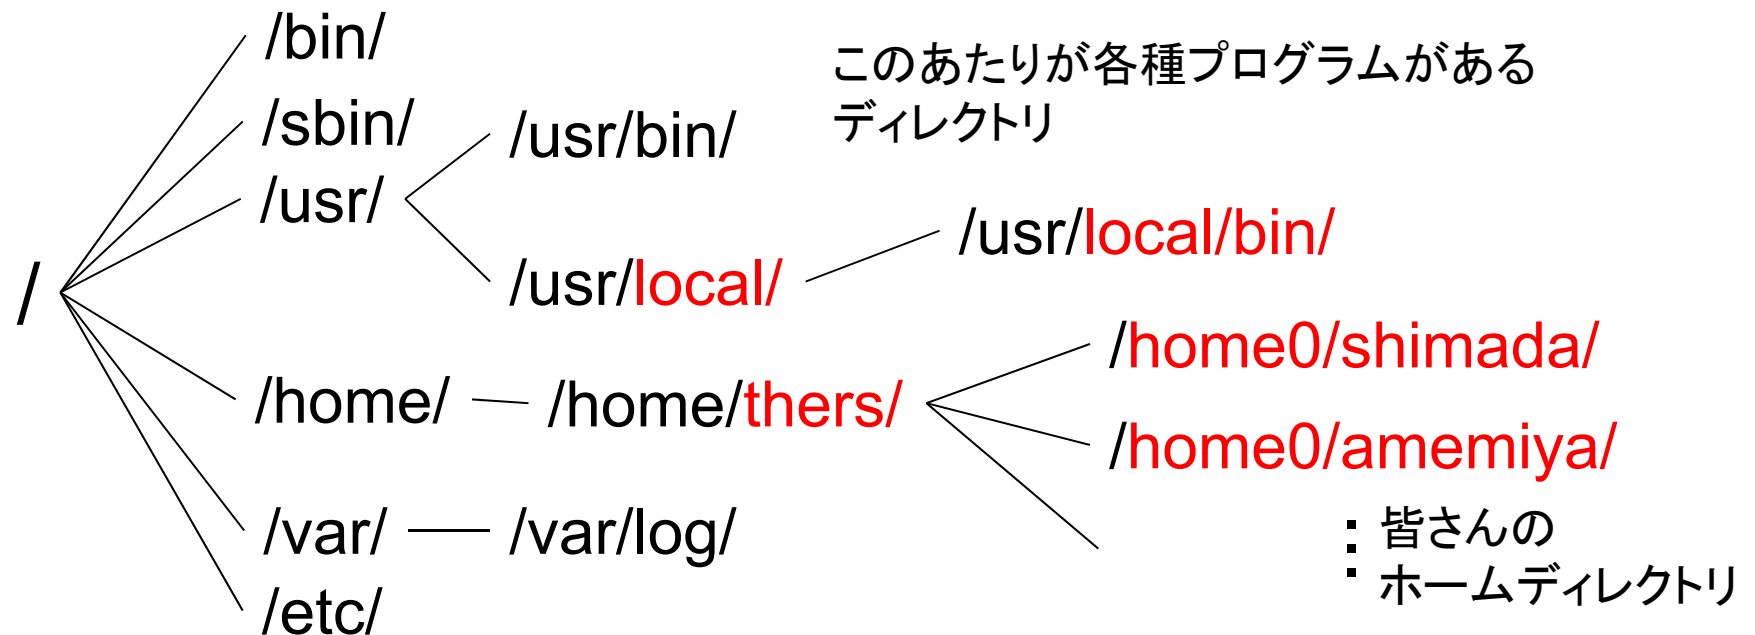 /bin/
このあたりが各種プログラムがある
ディレクトリ
/sbin/
/usr/bin/
/usr/
/usr/local/bin/
/
/usr/local/
/home0/shimada/
/home/
/home/thers/
/home0/amemiya/
/var/
/var/log/
皆さんの
ホームディレクトリ
/etc/